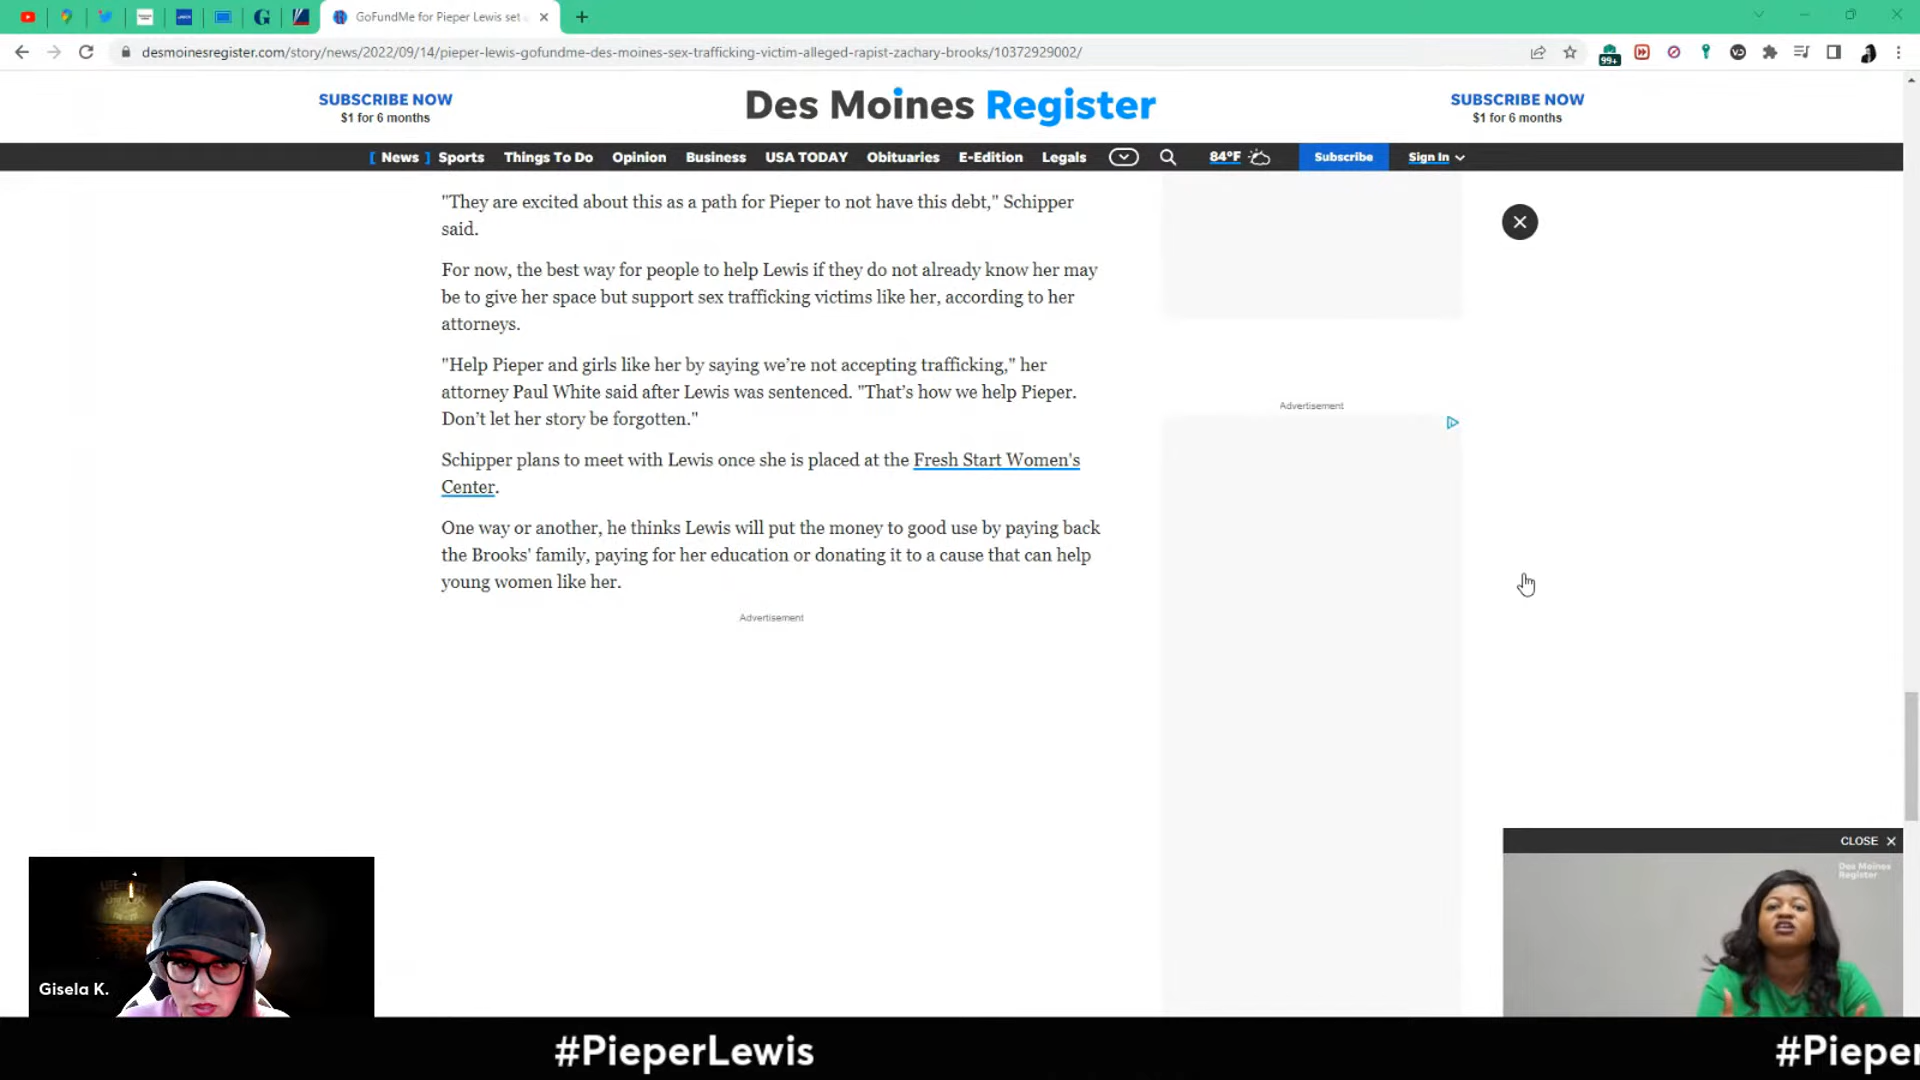 GoFundMe for Pieper Lewis set
desmoinesregister.com/story/news/2022/09/14/pieper-lewis-gofundme-des-moines-sex-trafficking-victim-alleged-rapist-zachary-brooks/10372929002/
99+
SUBSCRIBE NOW
$1 for 6 months
Des Moines Register
SUBSCRIBE NOW
$1 for 6 months
[ News ] Sports Things To Do Opinion Business USA TODAY Obituaries E-Edition Legals 84°F Subscribe Sign In
"They are excited about this as a path for Pieper to not have this debt," Schipper
said.
For now, the best way for people to help Lewis if they do not already know her may
be to give her space but support sex trafficking victims like her, according to her
attorneys.
"Help Pieper and girls like her by saying we’re not accepting trafficking," her
attorney Paul White said after Lewis was sentenced. "That’s how we help Pieper.
Don’t let her story be forgotten."
Schipper plans to meet with Lewis once she is placed at the Fresh Start Women's
Center.
One way or another, he thinks Lewis will put the money to good use by paying back
the Brooks' family, paying for her education or donating it to a cause that can help
young women like her.
Advertisement
Advertisement
CLOSE
Des Moines
Register
Gisela K.
#PieperLewis
#Pieper